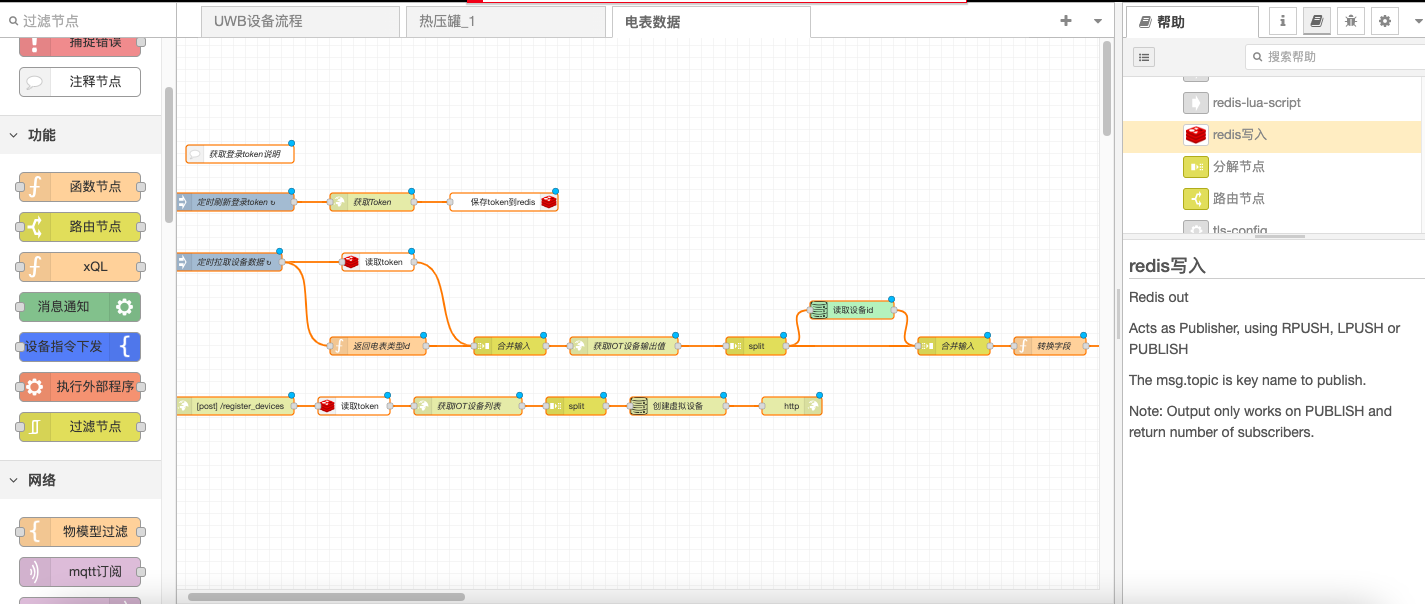 过滤节点
UWB设备流程
热压罐_1
电表数据
帮助
捕捉错误
注释节点
功能
函数节点
路由节点
xQL
消息通知
设备指令下发
执行外部程序
过滤节点
网络
物模型过滤
mqtt订阅
获取登录token说明
定时刷新登录token ↻
获取Token
保存token到redis
定时拉取设备数据 ↻
读取token
读取设备id
返回电表类型id
合并输入
获取IOT设备输出值
split
合并输入
转换字段
[post] /register_devices
读取token
获取IOT设备列表
split
创建虚拟设备
http
搜索帮助
redis-lua-script
redis写入
分解节点
路由节点
tls-config
redis写入
Redis out
Acts as Publisher, using RPUSH, LPUSH or
PUBLISH
The msg.topic is key name to publish.
Note: Output only works on PUBLISH and
return number of subscribers.